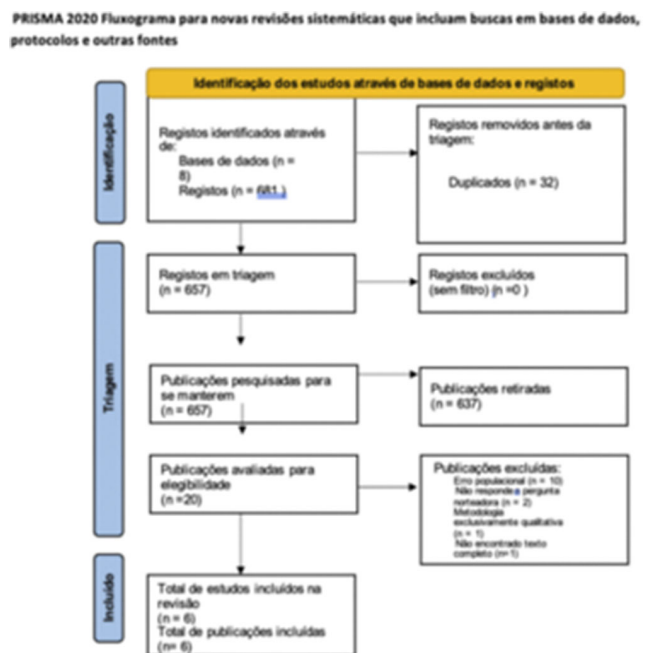 PRISMA 2020 Fluxograma para novas revisões sistemáticas que incluam buscas em bases de dados,
protocolos e outras fontes
Identificação dos estudos através de bases de dados e registos
Identificação
Registos identificados através
de:
Bases de dados (n =
8)
Registos (n = 681 )
Registos removidos antes da
triagem:
Duplicados (n = 32)
Triagem
Registos em triagem
(n = 657)
Registos excluídos
(sem filtro) (n =0 )
Publicações pesquisadas para
se manterem
(n = 657)
Publicações retiradas
(n = 637)
Publicações avaliadas para
elegibilidade
(n =20)
Publicações excluídas:
Erro populacional (n = 10)
Não responde a pergunta
norteadora (n = 2)
Metodologia
exclusivamente qualitativa
(n = 1)
Não encontrado texto
completo (n= 1)
Incluído
Total de estudos incluídos na
revisão
(n = 6)
Total de publicações incluídas
(n= 6)